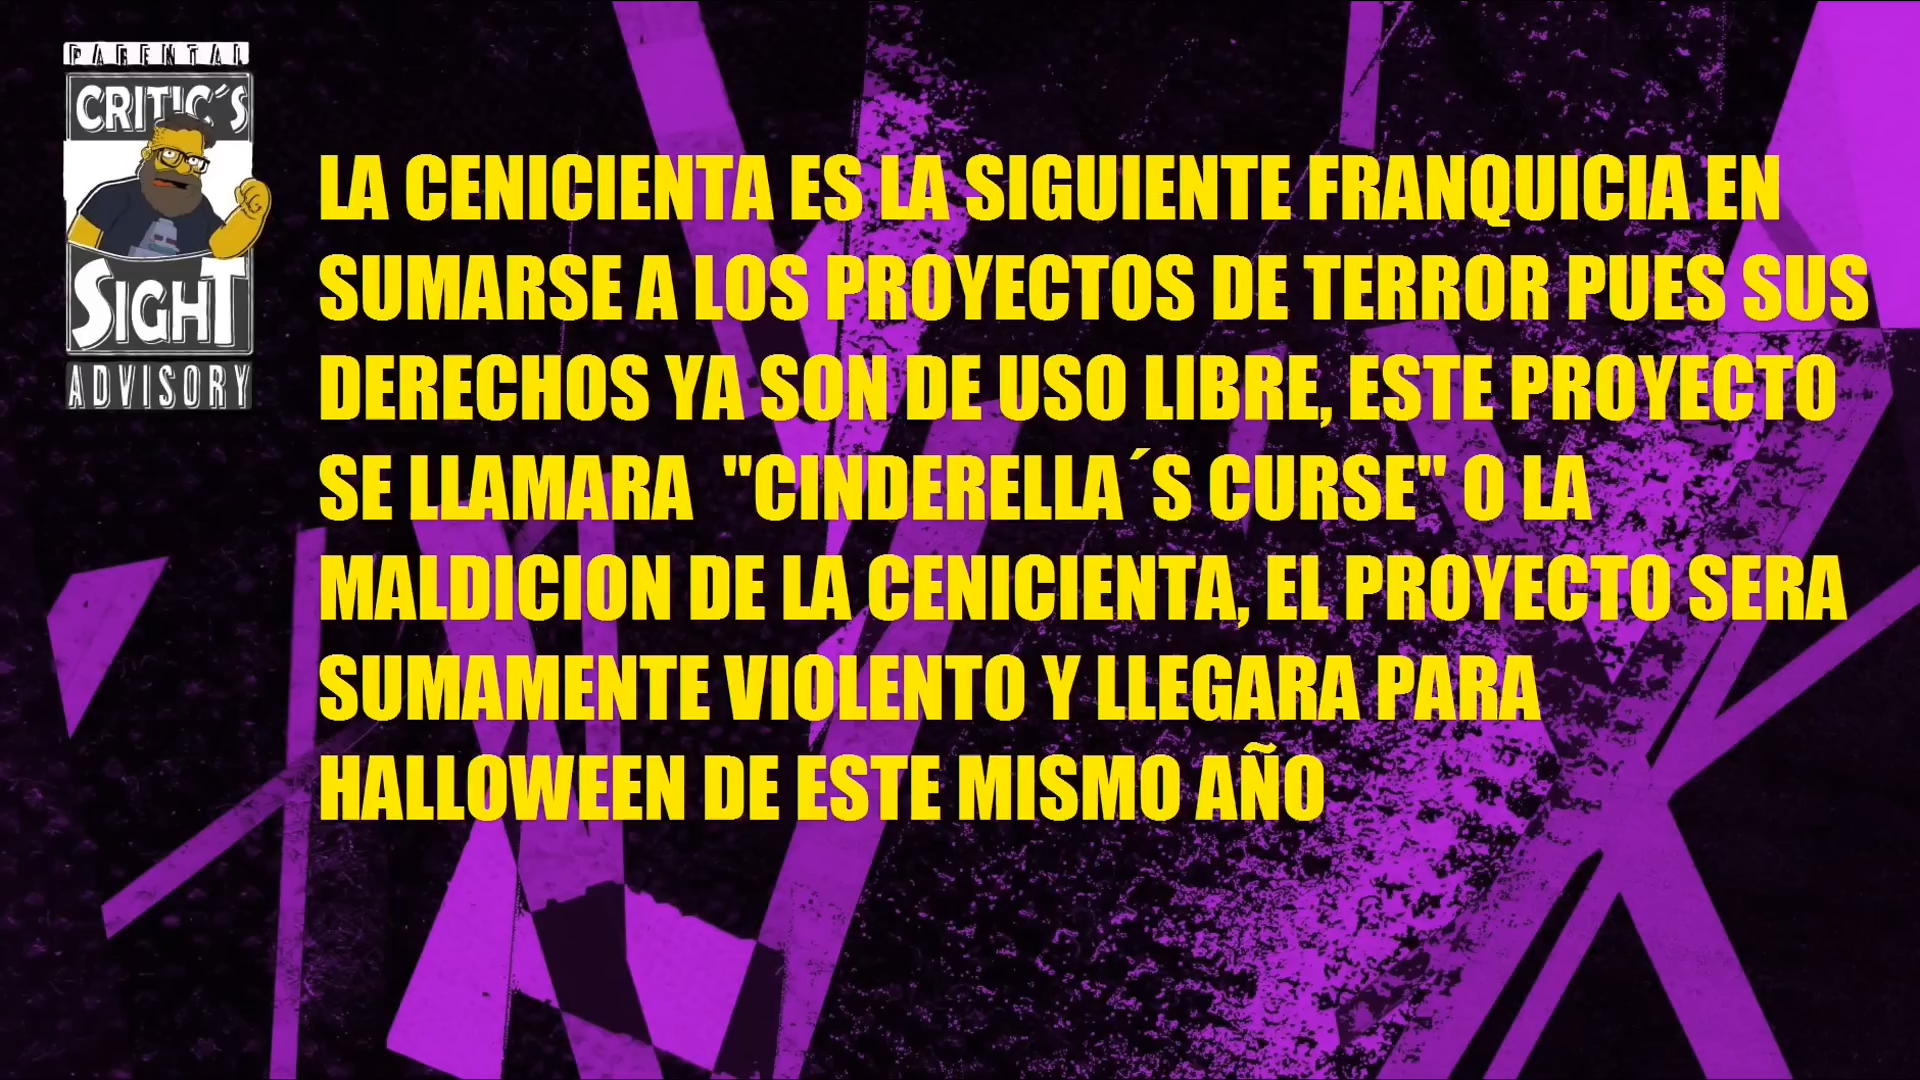 PARENTAL
CRITIC´S
SIGHT
ADVISORY
LA CENICIENTA ES LA SIGUIENTE FRANQUICIA EN
SUMARSE A LOS PROYECTOS DE TERROR PUES SUS
DERECHOS YA SON DE USO LIBRE, ESTE PROYECTO
SE LLAMARA "CINDERELLA´S CURSE" O LA
MALDICION DE LA CENICIENTA, EL PROYECTO SERA
SUMAMENTE VIOLENTO Y LLEGARA PARA
HALLOWEEN DE ESTE MISMO AÑO